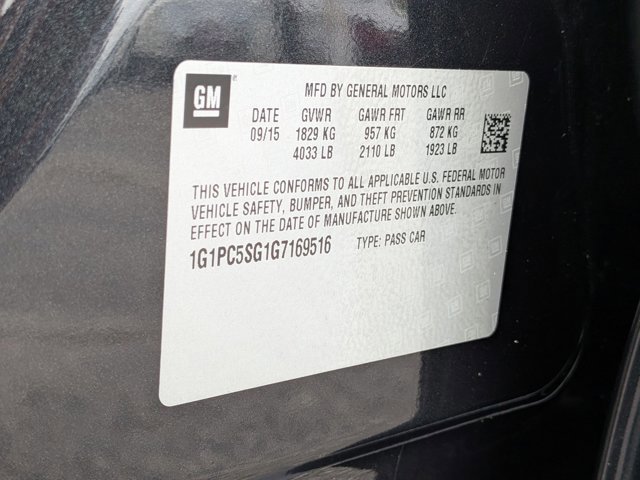 GM
MFD BY GENERAL MOTORS LLC
DATE GVWR GAWR FRT GAWR RR
09/15 1829 KG 957 KG 872 KG
4033 LB 2110 LB 1923 LB
THIS VEHICLE CONFORMS TO ALL APPLICABLE U.S. FEDERAL MOTOR
VEHICLE SAFETY, BUMPER, AND THEFT PREVENTION STANDARDS IN
EFFECT ON THE DATE OF MANUFACTURE SHOWN ABOVE.
1G1PC5SG1G7169516 TYPE: PASS CAR